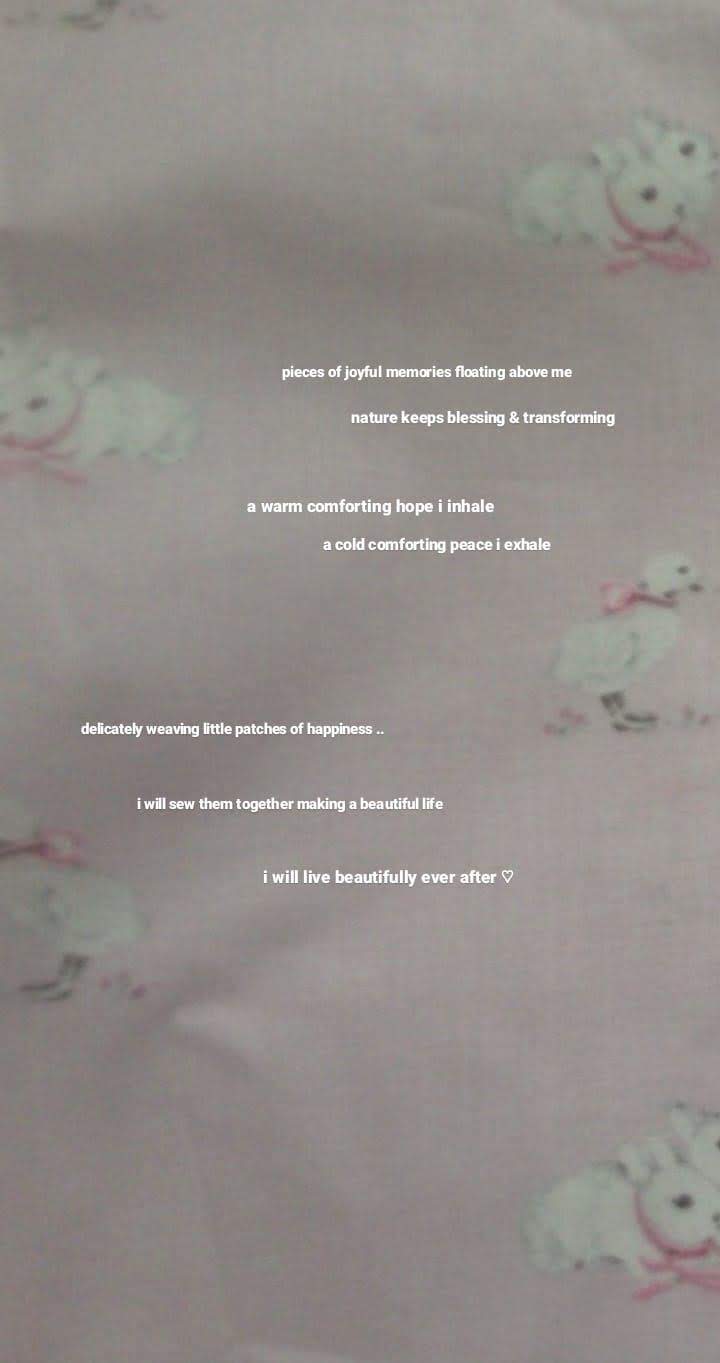 pieces of joyful memories floating above me
nature keeps blessing & transforming
a warm comforting hope i inhale
a cold comforting peace i exhale
delicately weaving little patches of happiness ..
i will sew them together making a beautiful life
i will live beautifully ever after ♡